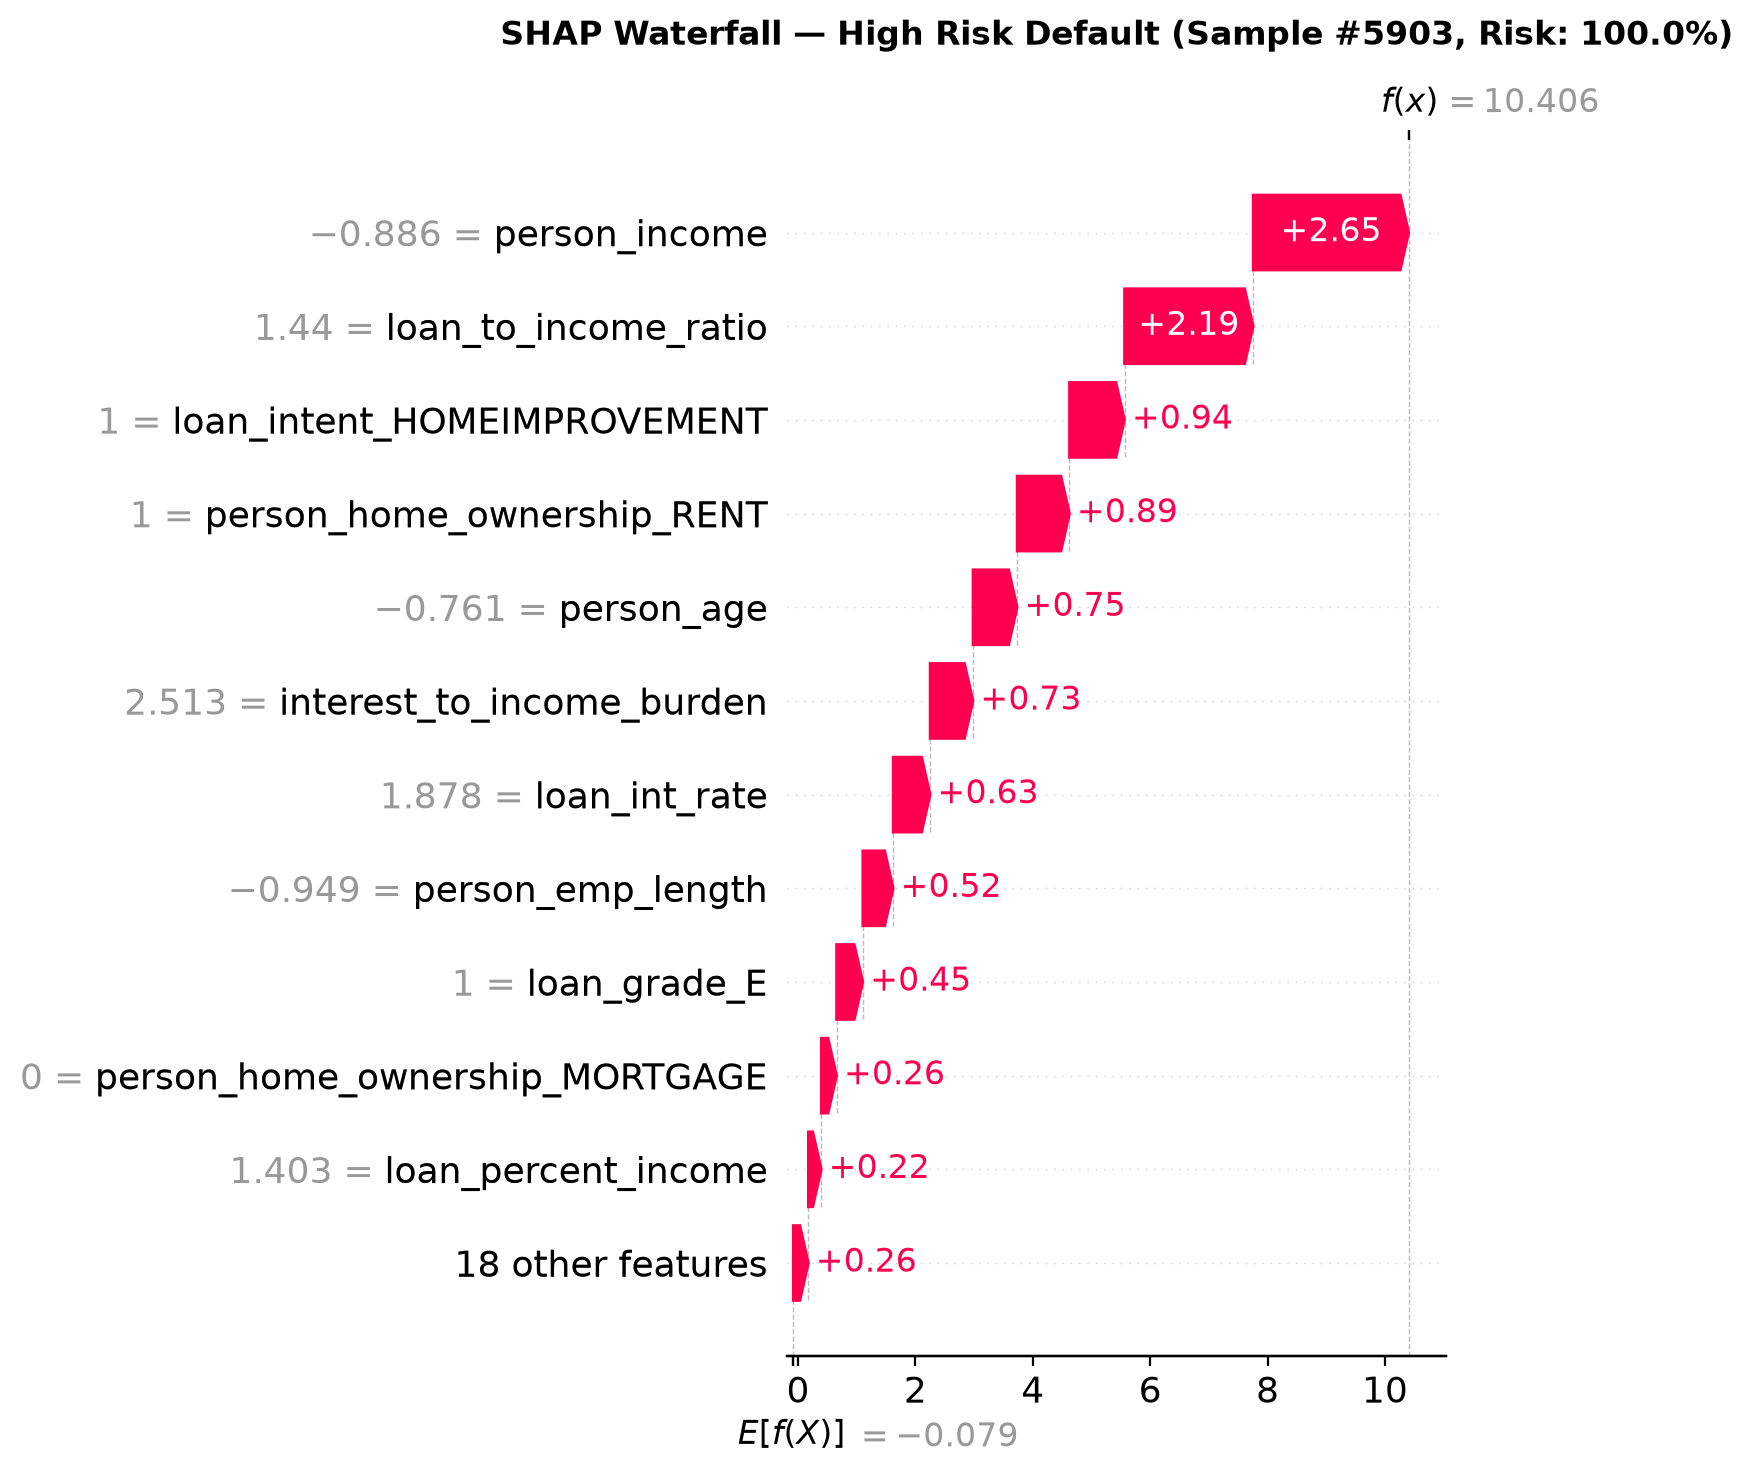 SHAP Waterfall — High Risk Default (Sample #5903, Risk: 100.0%)
f(x) = 10.406
−0.886 = person_income +2.65
1.44 = loan_to_income_ratio +2.19
1 = loan_intent_HOMEIMPROVEMENT +0.94
1 = person_home_ownership_RENT +0.89
−0.761 = person_age +0.75
2.513 = interest_to_income_burden +0.73
1.878 = loan_int_rate +0.63
−0.949 = person_emp_length +0.52
1 = loan_grade_E +0.45
0 = person_home_ownership_MORTGAGE +0.26
1.403 = loan_percent_income +0.22
18 other features +0.26
0 2 4 6 8 10
E[f(X)] = −0.079